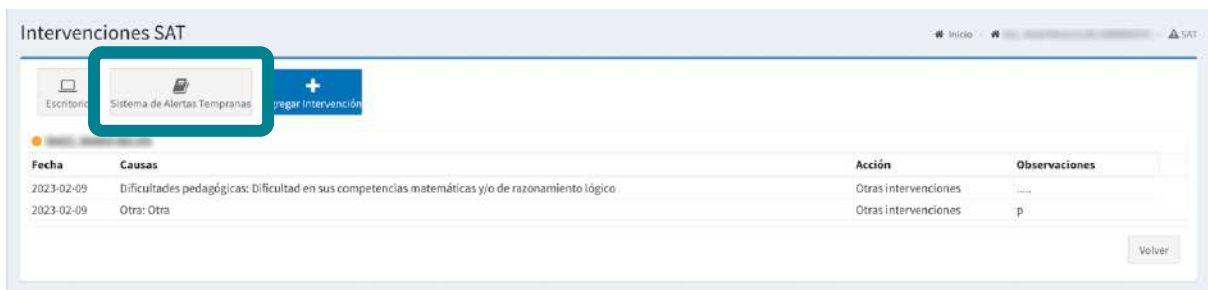 Intervenciones SAT
Inicio
SAT
Escritorio Sistema de Alertas Tempranas regar Intervención
Fecha Causas Acción Observaciones
2023-02-09 Dificultades pedagógicas: Dificultad en sus competencias matemáticas y/o de razonamiento lógico Otras intervenciones .....
2023-02-09 Otra: Otra Otras intervenciones p
Volver